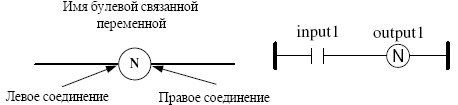 Имя булевой связанной
переменной
N
Левое соединение
Правое соединение
input1
output1
N